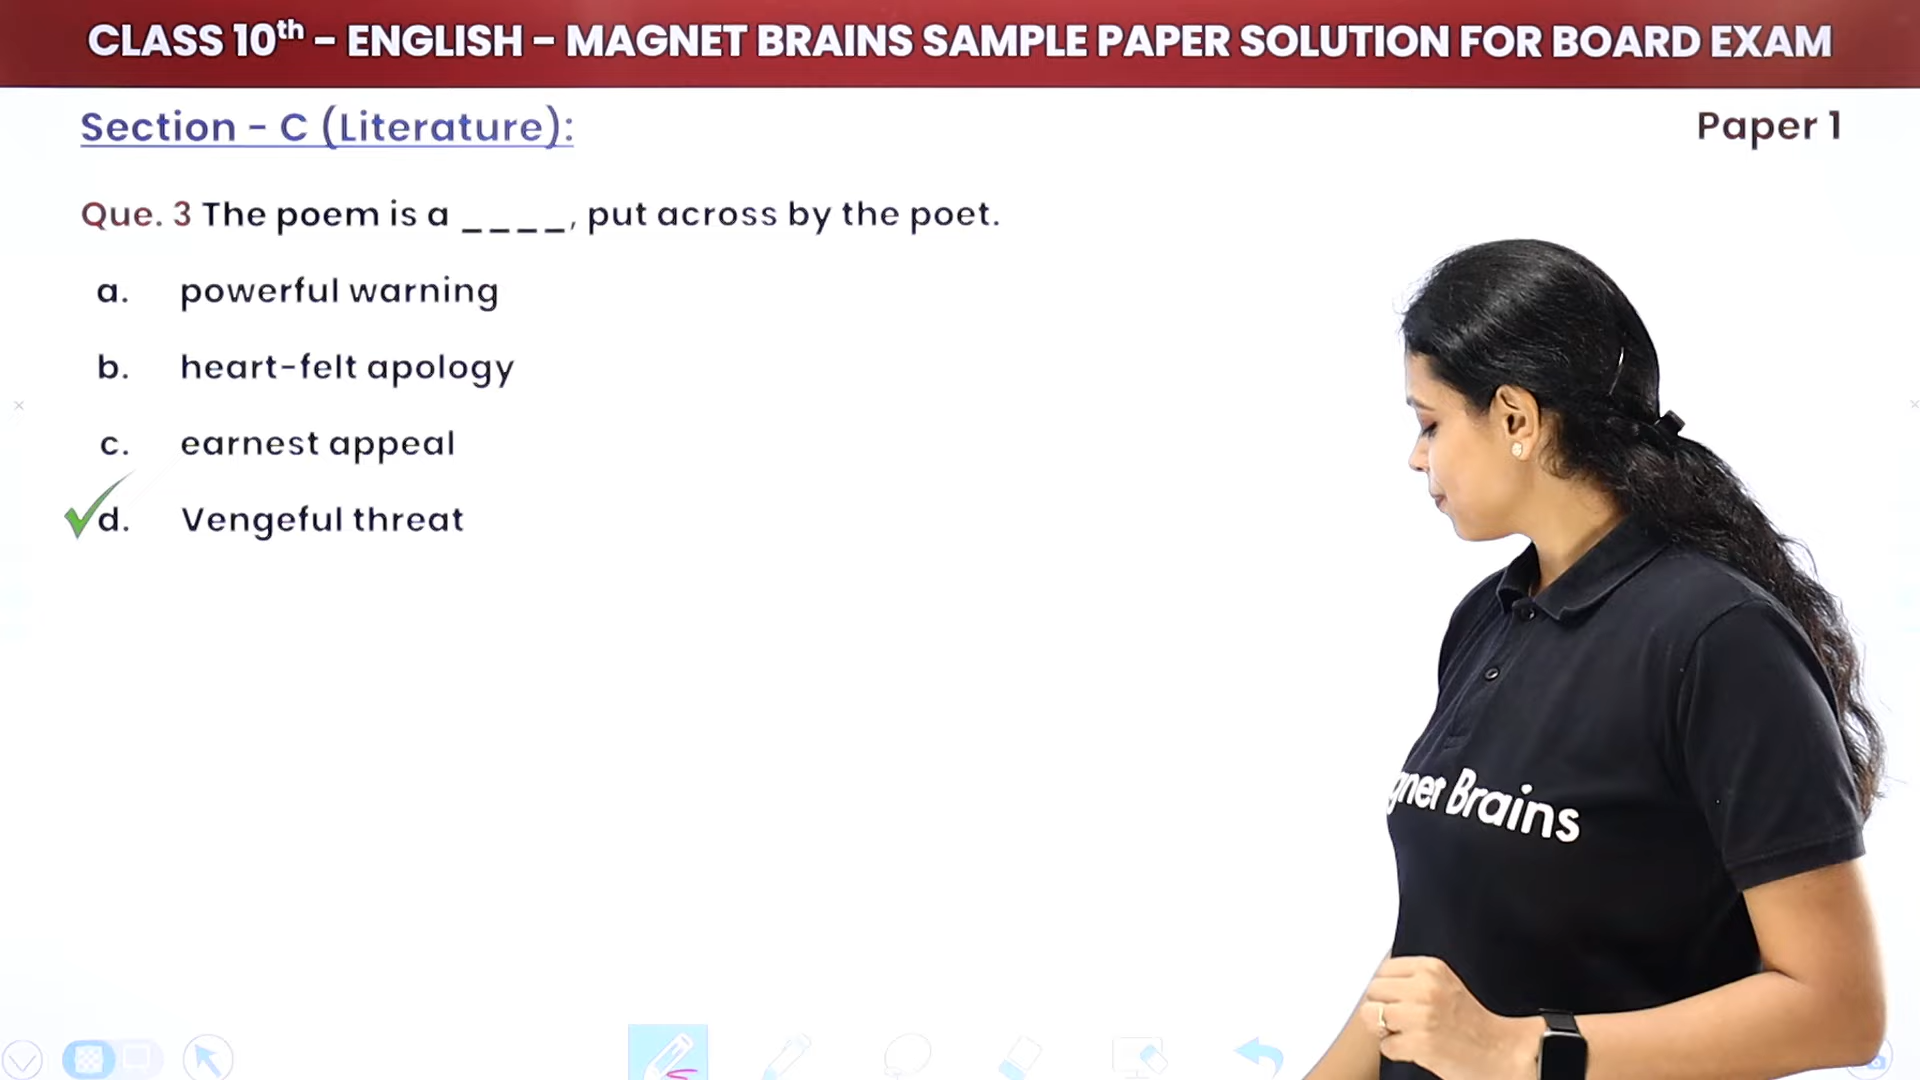 CLASS 10th - ENGLISH - MAGNET BRAINS SAMPLE PAPER SOLUTION FOR BOARD EXAM
Section - C (Literature):
Paper 1
Que. 3 The poem is a ____, put across by the poet.
a. powerful warning
b. heart-felt apology
c. earnest appeal
d. Vengeful threat
gnet Brains